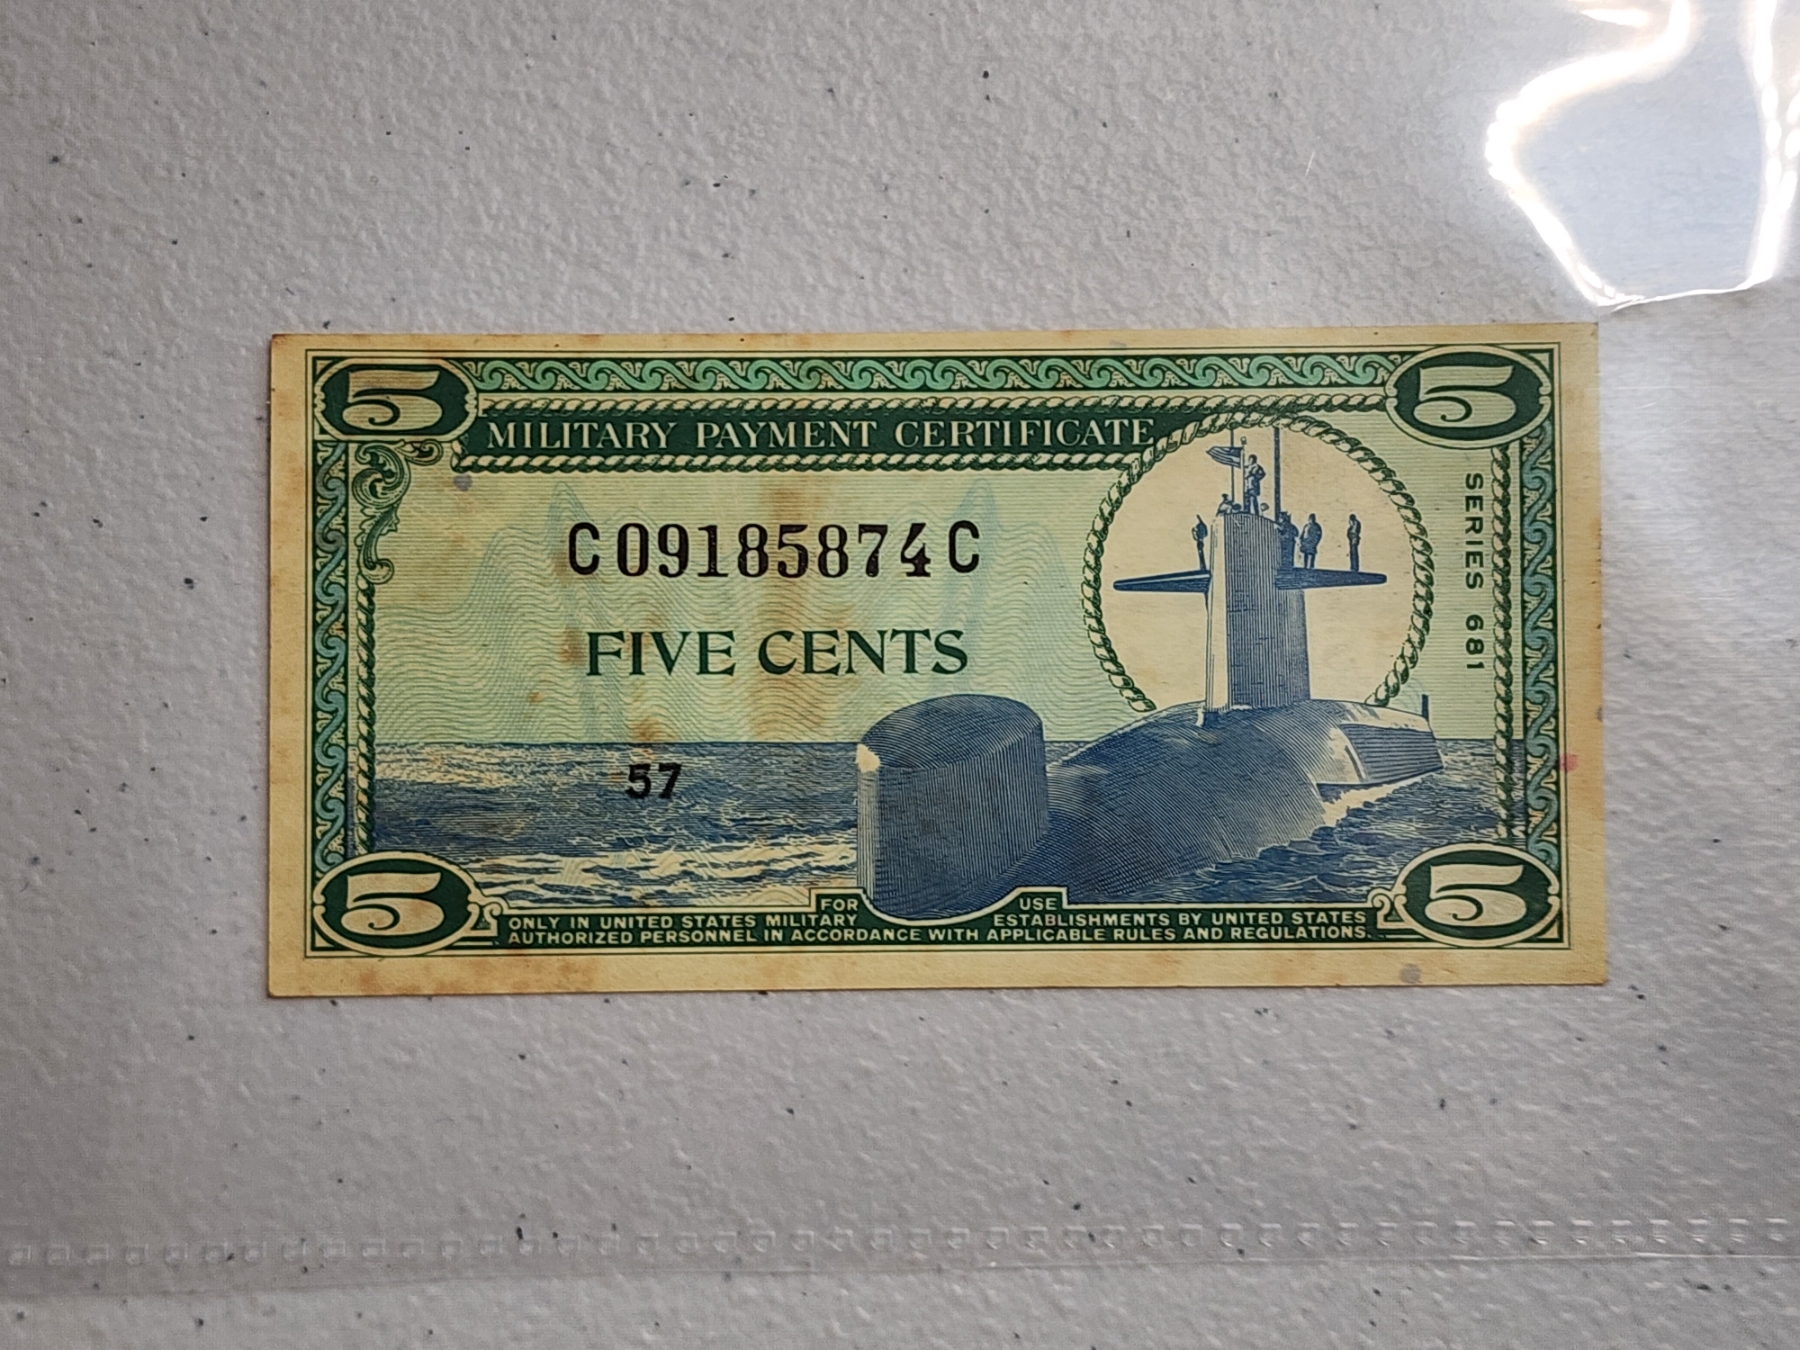 5 5
MILITARY PAYMENT CERTIFICATE
SERIES 681
C09185874C
FIVE CENTS
57
5 5
FOR USE
ONLY IN UNITED STATES MILITARY ESTABLISHMENTS BY UNITED STATES
AUTHORIZED PERSONNEL IN ACCORDANCE WITH APPLICABLE RULES AND REGULATIONS.